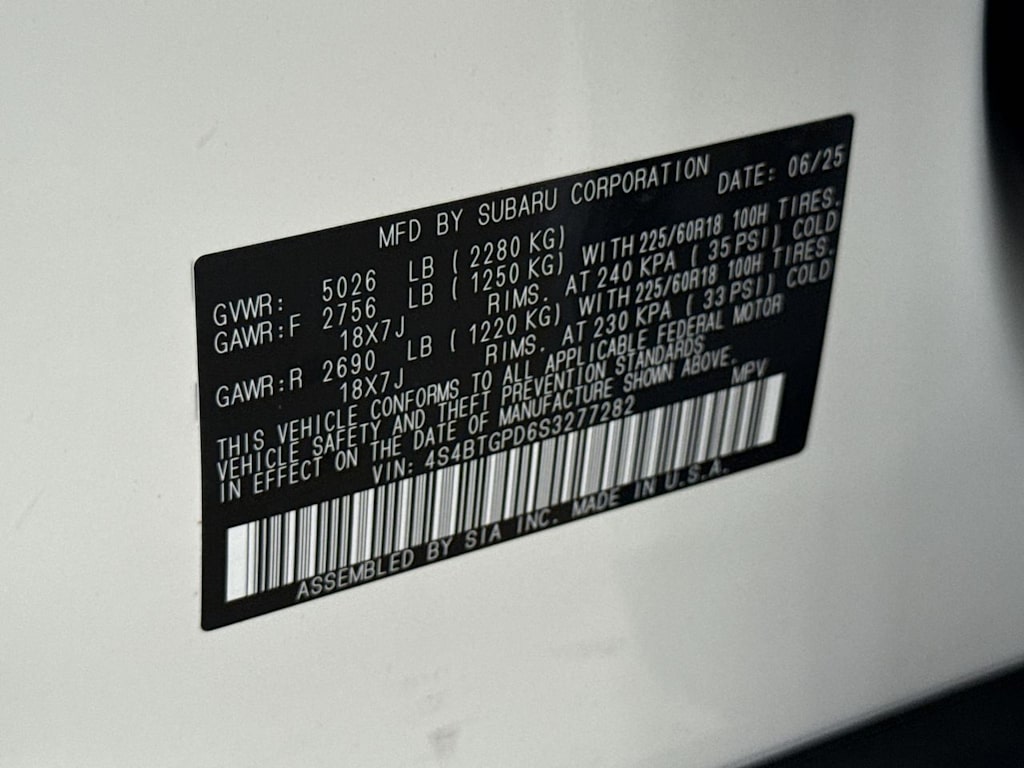 MFD BY SUBARU CORPORATION
DATE: 06/25
GVWR: 5026 LB ( 2280 KG)
GAWR:F 2756 LB ( 1250 KG) WITH 225/60R18 100H TIRES.
18X7J RIMS. AT 240 KPA ( 35 PSI) COLD
GAWR:R 2690 LB ( 1220 KG) WITH 225/60R18 100H TIRES.
18X7J RIMS. AT 230 KPA ( 33 PSI) COLD
THIS VEHICLE CONFORMS TO ALL APPLICABLE FEDERAL MOTOR
VEHICLE SAFETY AND THEFT PREVENTION STANDARDS
IN EFFECT ON THE DATE OF MANUFACTURE SHOWN ABOVE.
VIN: 4S4BTGPD6S3277282 MPV
ASSEMBLED BY SIA INC. MADE IN U.S.A.